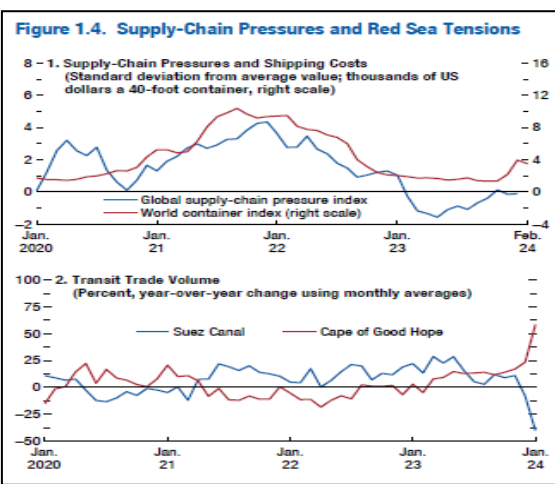 Figure 1.4. Supply-Chain Pressures and Red Sea Tensions
8 – 1. Supply-Chain Pressures and Shipping Costs – 16
(Standard deviation from average value; thousands of US
dollars a 40-foot container, right scale)
6 12
4 8
2 4
0 0
Global supply-chain pressure index
World container index (right scale)
–2 –4
Jan. Jan. Jan. Jan. Feb.
2020 21 22 23 24
100 – 2. Transit Trade Volume
(Percent, year-over-year change using monthly averages)
75
50
Suez Canal Cape of Good Hope
25
0
–25
–50
Jan. Jan. Jan. Jan. Jan.
2020 21 22 23 24